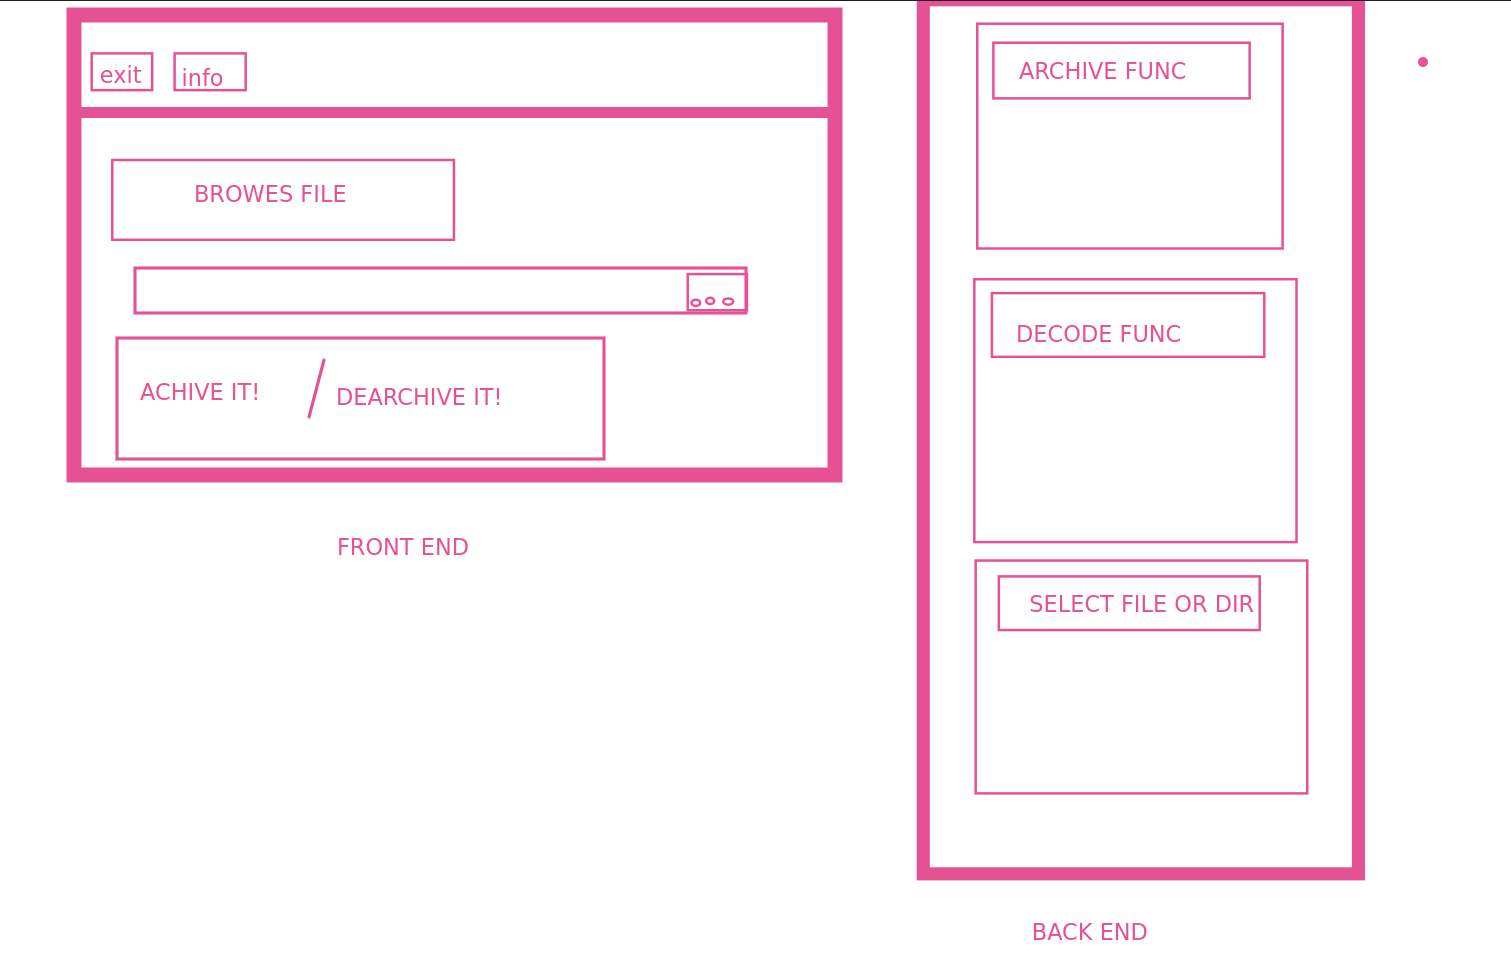 exit
info
BROWES FILE
ACHIVE IT!
DEARCHIVE IT!
FRONT END
ARCHIVE FUNC
DECODE FUNC
SELECT FILE OR DIR
BACK END